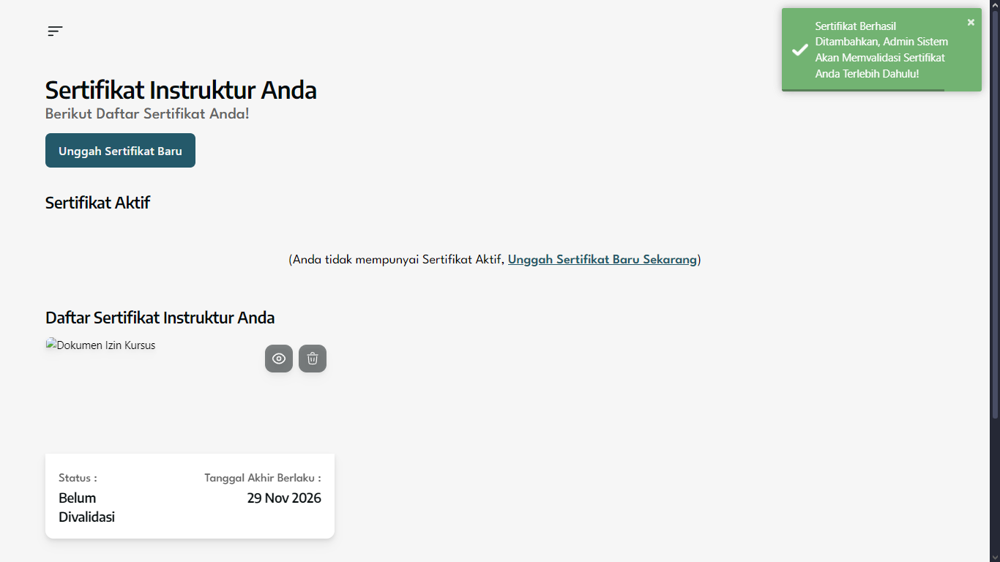 Sertifikat Berhasil
Ditambahkan, Admin Sistem
Akan Memvalidasi Sertifikat
Anda Terlebih Dahulu!
Sertifikat Instruktur Anda
Berikut Daftar Sertifikat Anda!
Unggah Sertifikat Baru
Sertifikat Aktif
(Anda tidak mempunyai Sertifikat Aktif, Unggah Sertifikat Baru Sekarang)
Daftar Sertifikat Instruktur Anda
Dokumen Izin Kursus
Status :
Tanggal Akhir Berlaku :
Belum
29 Nov 2026
Divalidasi